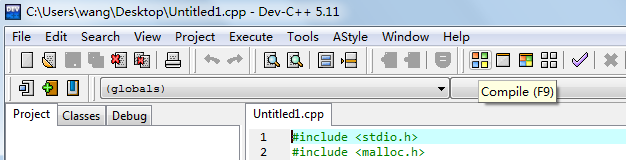 C:\Users\wang\Desktop\Untitled1.cpp - Dev-C++ 5.11
File Edit Search View Project Execute Tools AStyle Window Help
(globals)
Compile (F9)
Project Classes Debug
Untitled1.cpp
1 #include <stdio.h>
2 #include <malloc.h>